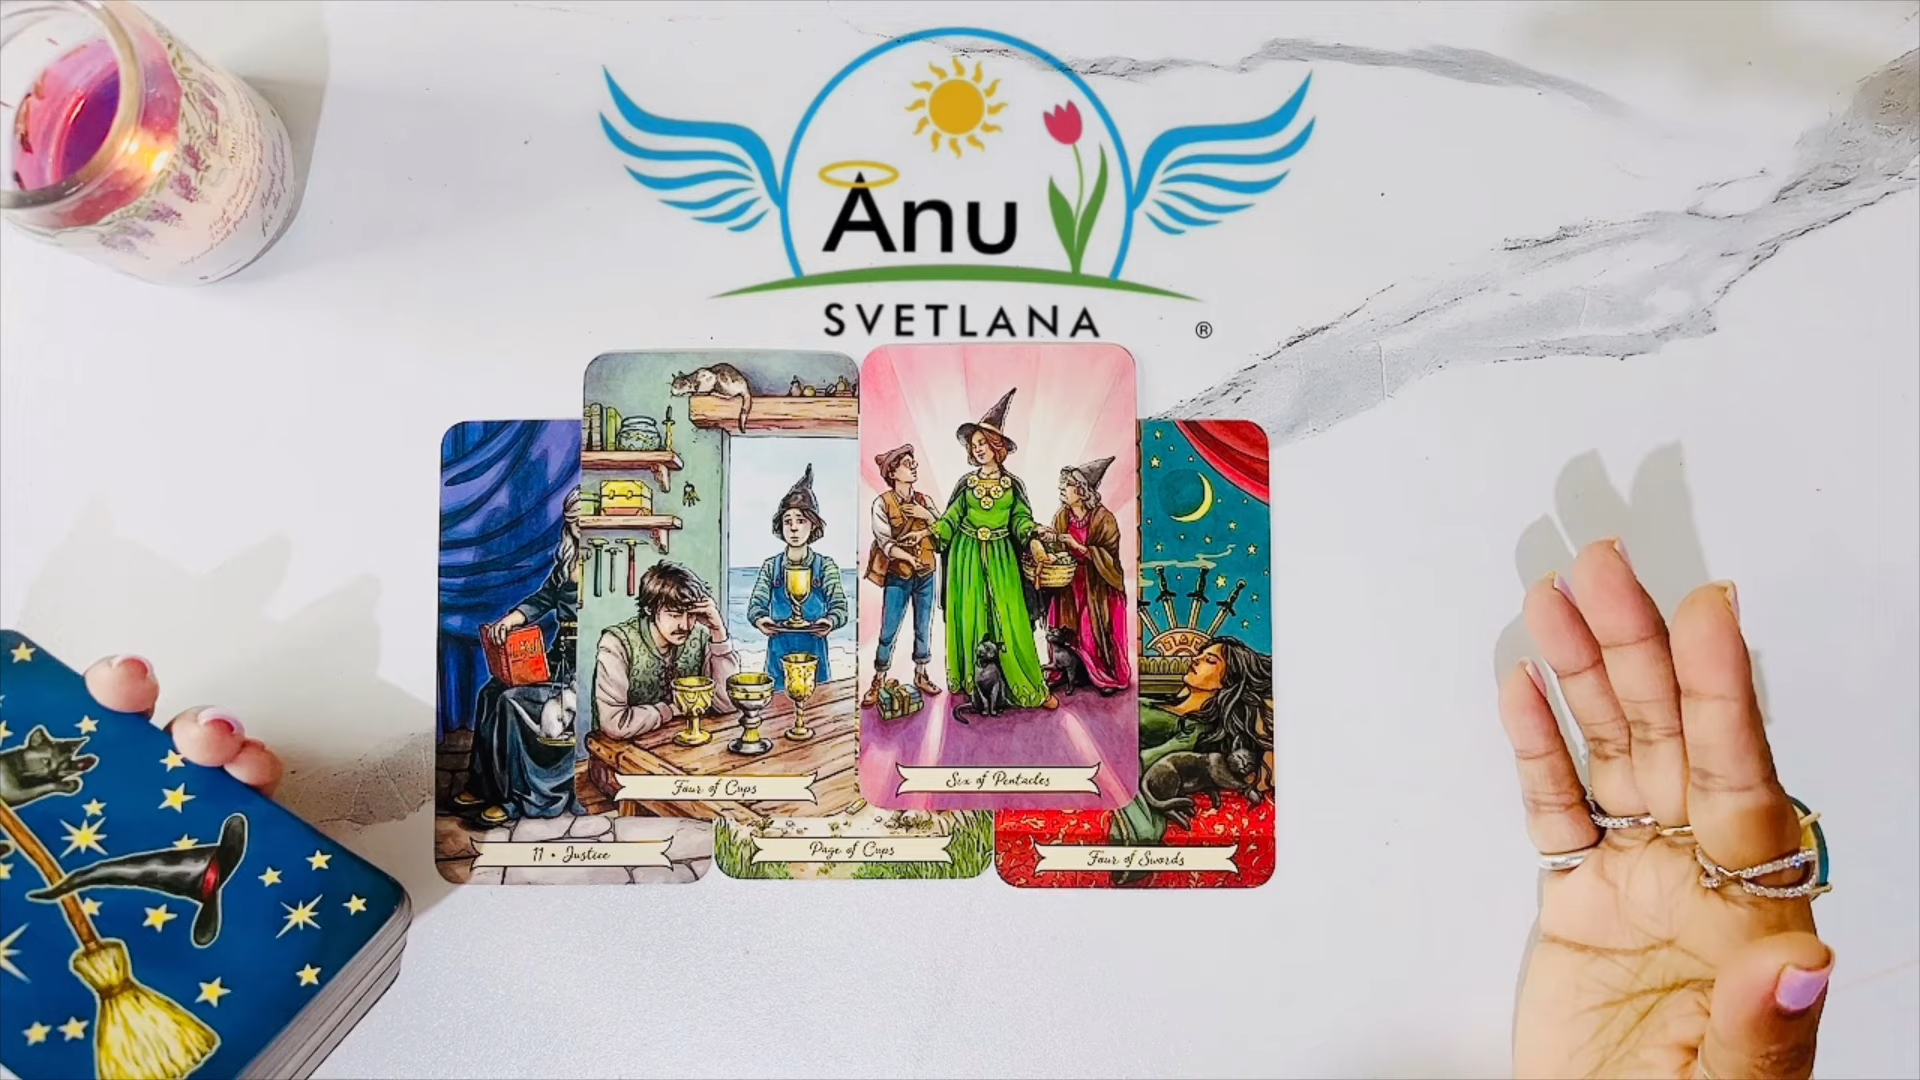 Anu
SVETLANA
®
Four of Cups
Six of Pentacles
11 • Justice
Page of Cups
Four of Swords